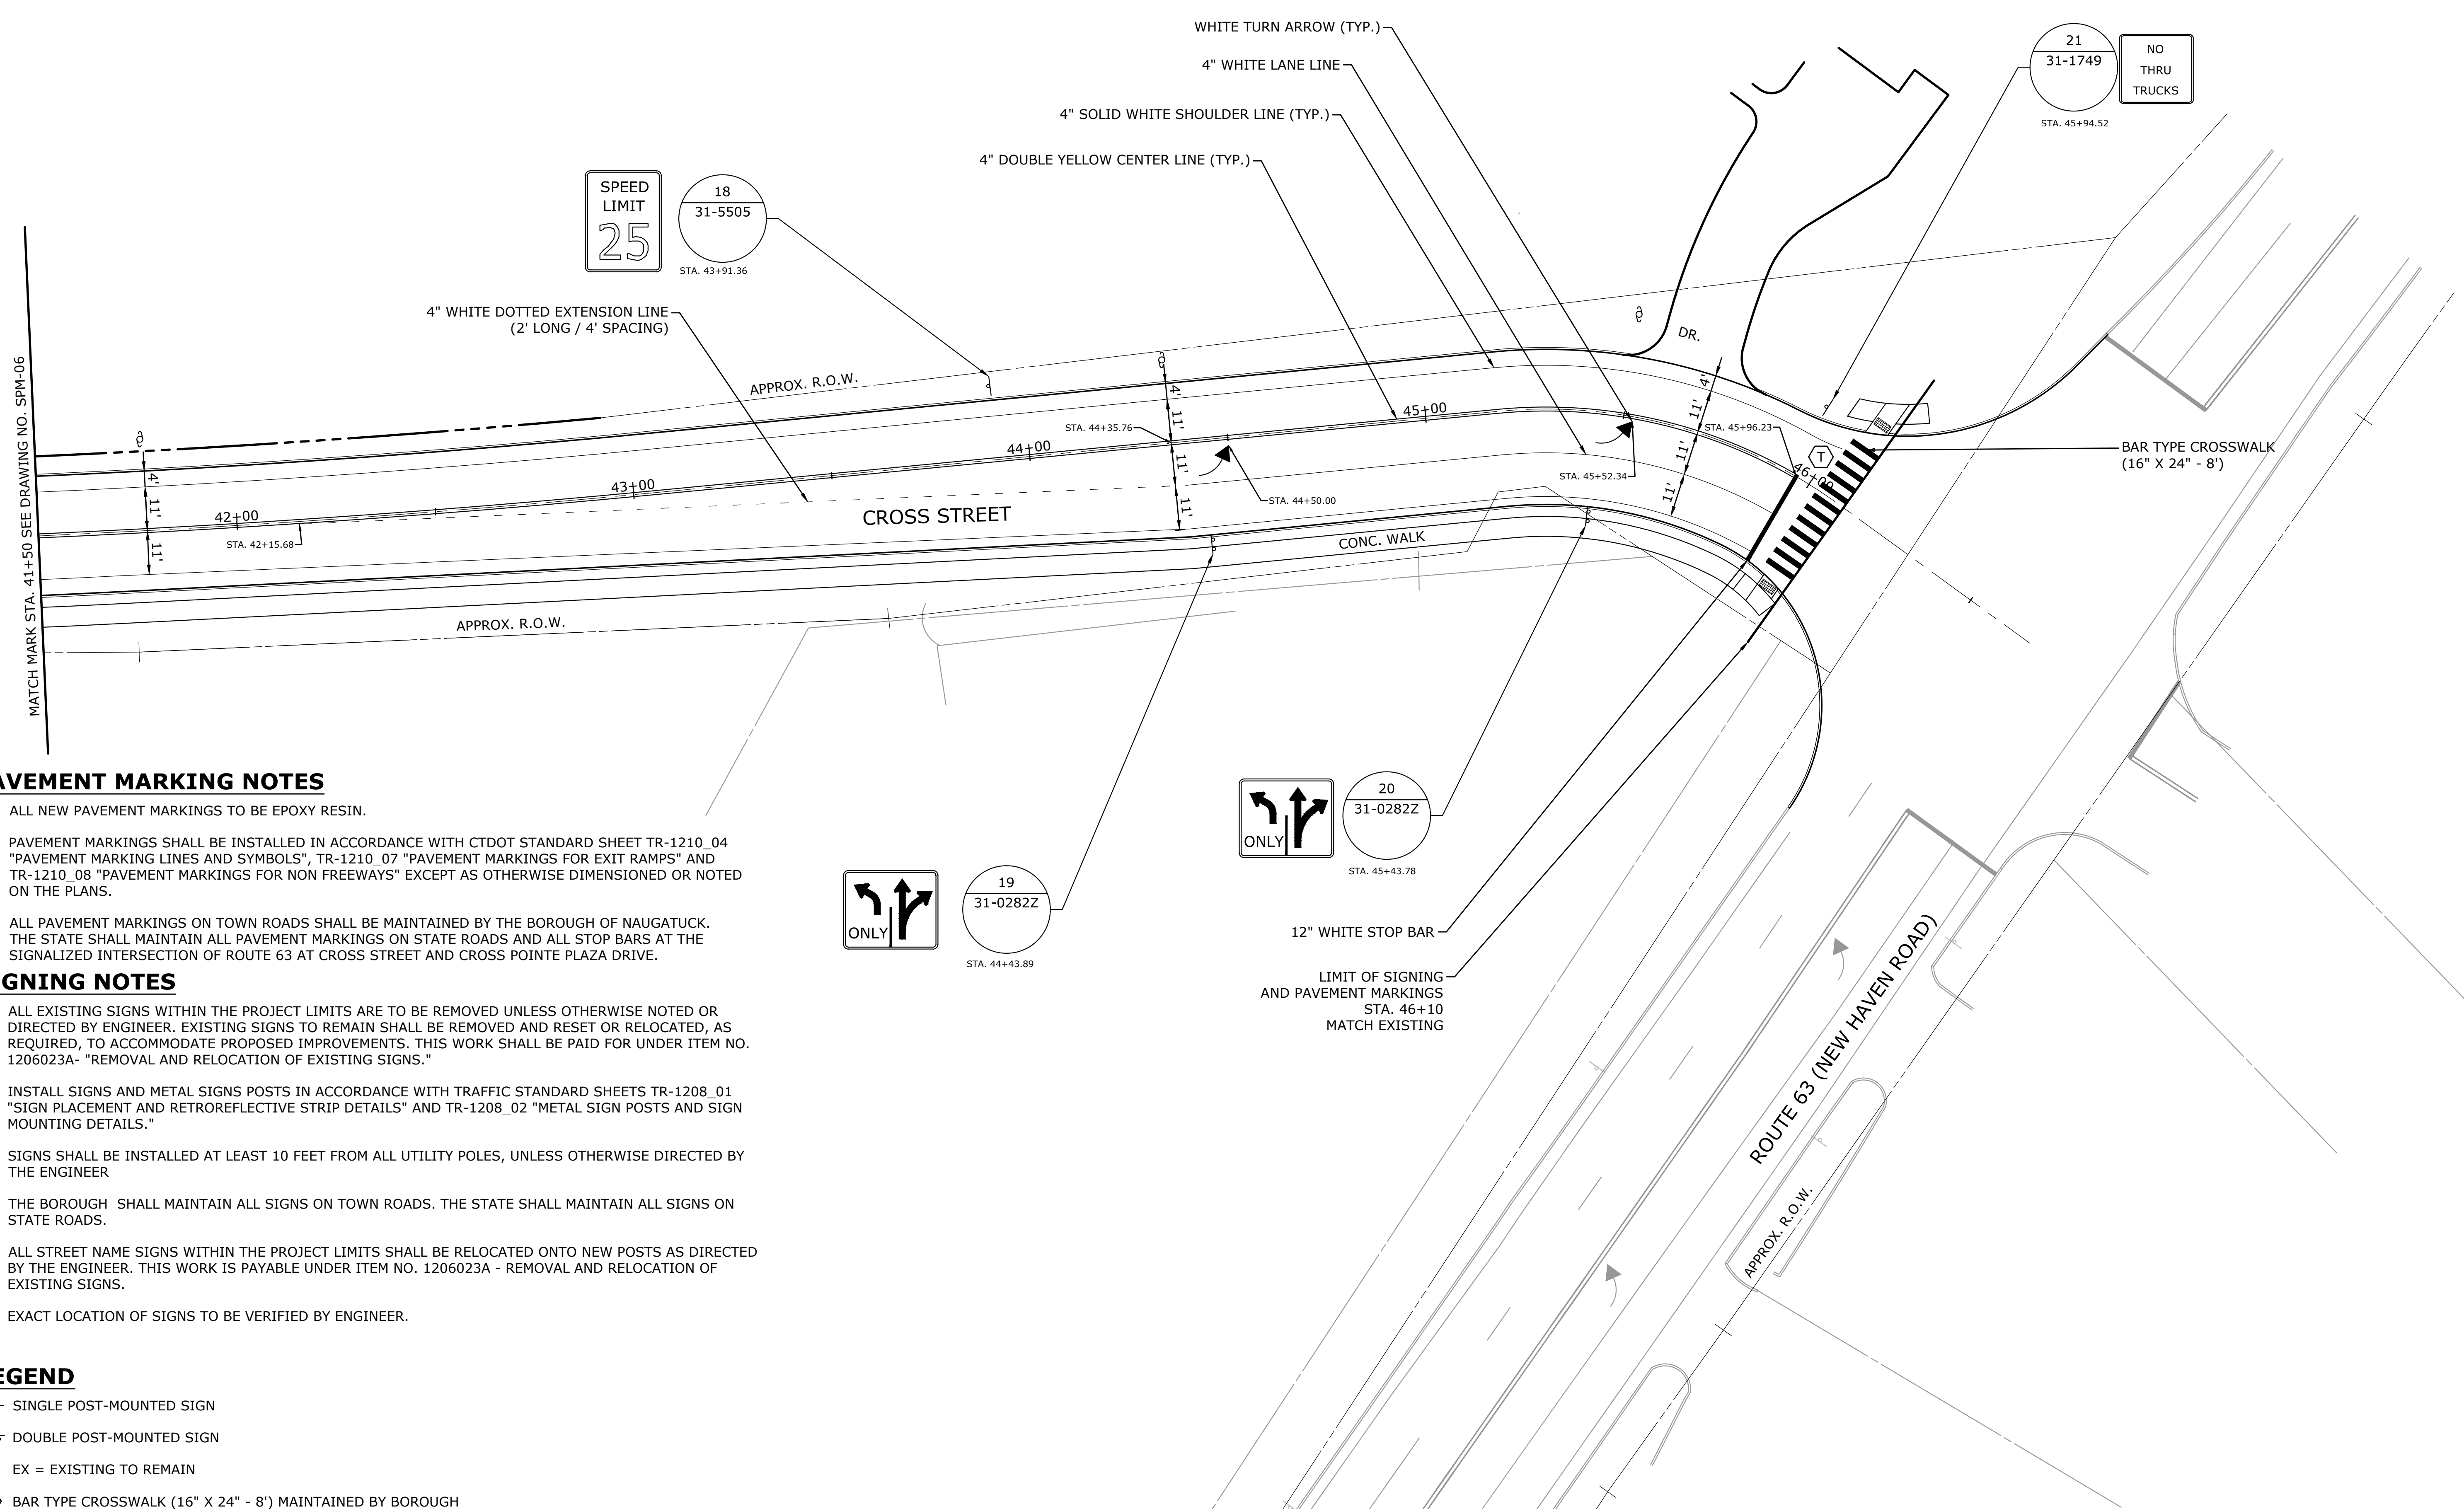 WHITE TURN ARROW (TYP.)
4" WHITE LANE LINE
4" SOLID WHITE SHOULDER LINE (TYP.)
4" DOUBLE YELLOW CENTER LINE (TYP.)
21
31-1749
STA. 45+94.52
NO
THRU
TRUCKS
SPEED
LIMIT
25
18
31-5505
STA. 43+91.36
4" WHITE DOTTED EXTENSION LINE
(2' LONG / 4' SPACING)
MATCH MARK STA. 41+50 SEE DRAWING NO. SPM-06
APPROX. R.O.W.
DR.
4'
11'
11'
42+00
STA. 42+15.68
43+00
44+00
STA. 44+35.76
4'
11'
11'
11'
STA. 44+50.00
45+00
STA. 45+52.34
4'
11'
11'
11'
STA. 45+96.23
T
46+00
BAR TYPE CROSSWALK
(16" X 24" - 8')
CROSS STREET
CONC. WALK
APPROX. R.O.W.
ONLY
19
31-0282Z
STA. 44+43.89
ONLY
20
31-0282Z
STA. 45+43.78
12" WHITE STOP BAR
LIMIT OF SIGNING
AND PAVEMENT MARKINGS
STA. 46+10
MATCH EXISTING
ROUTE 63 (NEW HAVEN ROAD)
APPROX. R.O.W.
AVEMENT MARKING NOTES
ALL NEW PAVEMENT MARKINGS TO BE EPOXY RESIN.
PAVEMENT MARKINGS SHALL BE INSTALLED IN ACCORDANCE WITH CTDOT STANDARD SHEET TR-1210_04
"PAVEMENT MARKING LINES AND SYMBOLS", TR-1210_07 "PAVEMENT MARKINGS FOR EXIT RAMPS" AND
TR-1210_08 "PAVEMENT MARKINGS FOR NON FREEWAYS" EXCEPT AS OTHERWISE DIMENSIONED OR NOTED
ON THE PLANS.
ALL PAVEMENT MARKINGS ON TOWN ROADS SHALL BE MAINTAINED BY THE BOROUGH OF NAUGATUCK.
THE STATE SHALL MAINTAIN ALL PAVEMENT MARKINGS ON STATE ROADS AND ALL STOP BARS AT THE
SIGNALIZED INTERSECTION OF ROUTE 63 AT CROSS STREET AND CROSS POINTE PLAZA DRIVE.
GNING NOTES
ALL EXISTING SIGNS WITHIN THE PROJECT LIMITS ARE TO BE REMOVED UNLESS OTHERWISE NOTED OR
DIRECTED BY ENGINEER. EXISTING SIGNS TO REMAIN SHALL BE REMOVED AND RESET OR RELOCATED, AS
REQUIRED, TO ACCOMMODATE PROPOSED IMPROVEMENTS. THIS WORK SHALL BE PAID FOR UNDER ITEM NO.
1206023A- "REMOVAL AND RELOCATION OF EXISTING SIGNS."
INSTALL SIGNS AND METAL SIGNS POSTS IN ACCORDANCE WITH TRAFFIC STANDARD SHEETS TR-1208_01
"SIGN PLACEMENT AND RETROREFLECTIVE STRIP DETAILS" AND TR-1208_02 "METAL SIGN POSTS AND SIGN
MOUNTING DETAILS."
SIGNS SHALL BE INSTALLED AT LEAST 10 FEET FROM ALL UTILITY POLES, UNLESS OTHERWISE DIRECTED BY
THE ENGINEER
THE BOROUGH SHALL MAINTAIN ALL SIGNS ON TOWN ROADS. THE STATE SHALL MAINTAIN ALL SIGNS ON
STATE ROADS.
ALL STREET NAME SIGNS WITHIN THE PROJECT LIMITS SHALL BE RELOCATED ONTO NEW POSTS AS DIRECTED
BY THE ENGINEER. THIS WORK IS PAYABLE UNDER ITEM NO. 1206023A - REMOVAL AND RELOCATION OF
EXISTING SIGNS.
EXACT LOCATION OF SIGNS TO BE VERIFIED BY ENGINEER.
EGEND
SINGLE POST-MOUNTED SIGN
DOUBLE POST-MOUNTED SIGN
EX = EXISTING TO REMAIN
BAR TYPE CROSSWALK (16" X 24" - 8') MAINTAINED BY BOROUGH